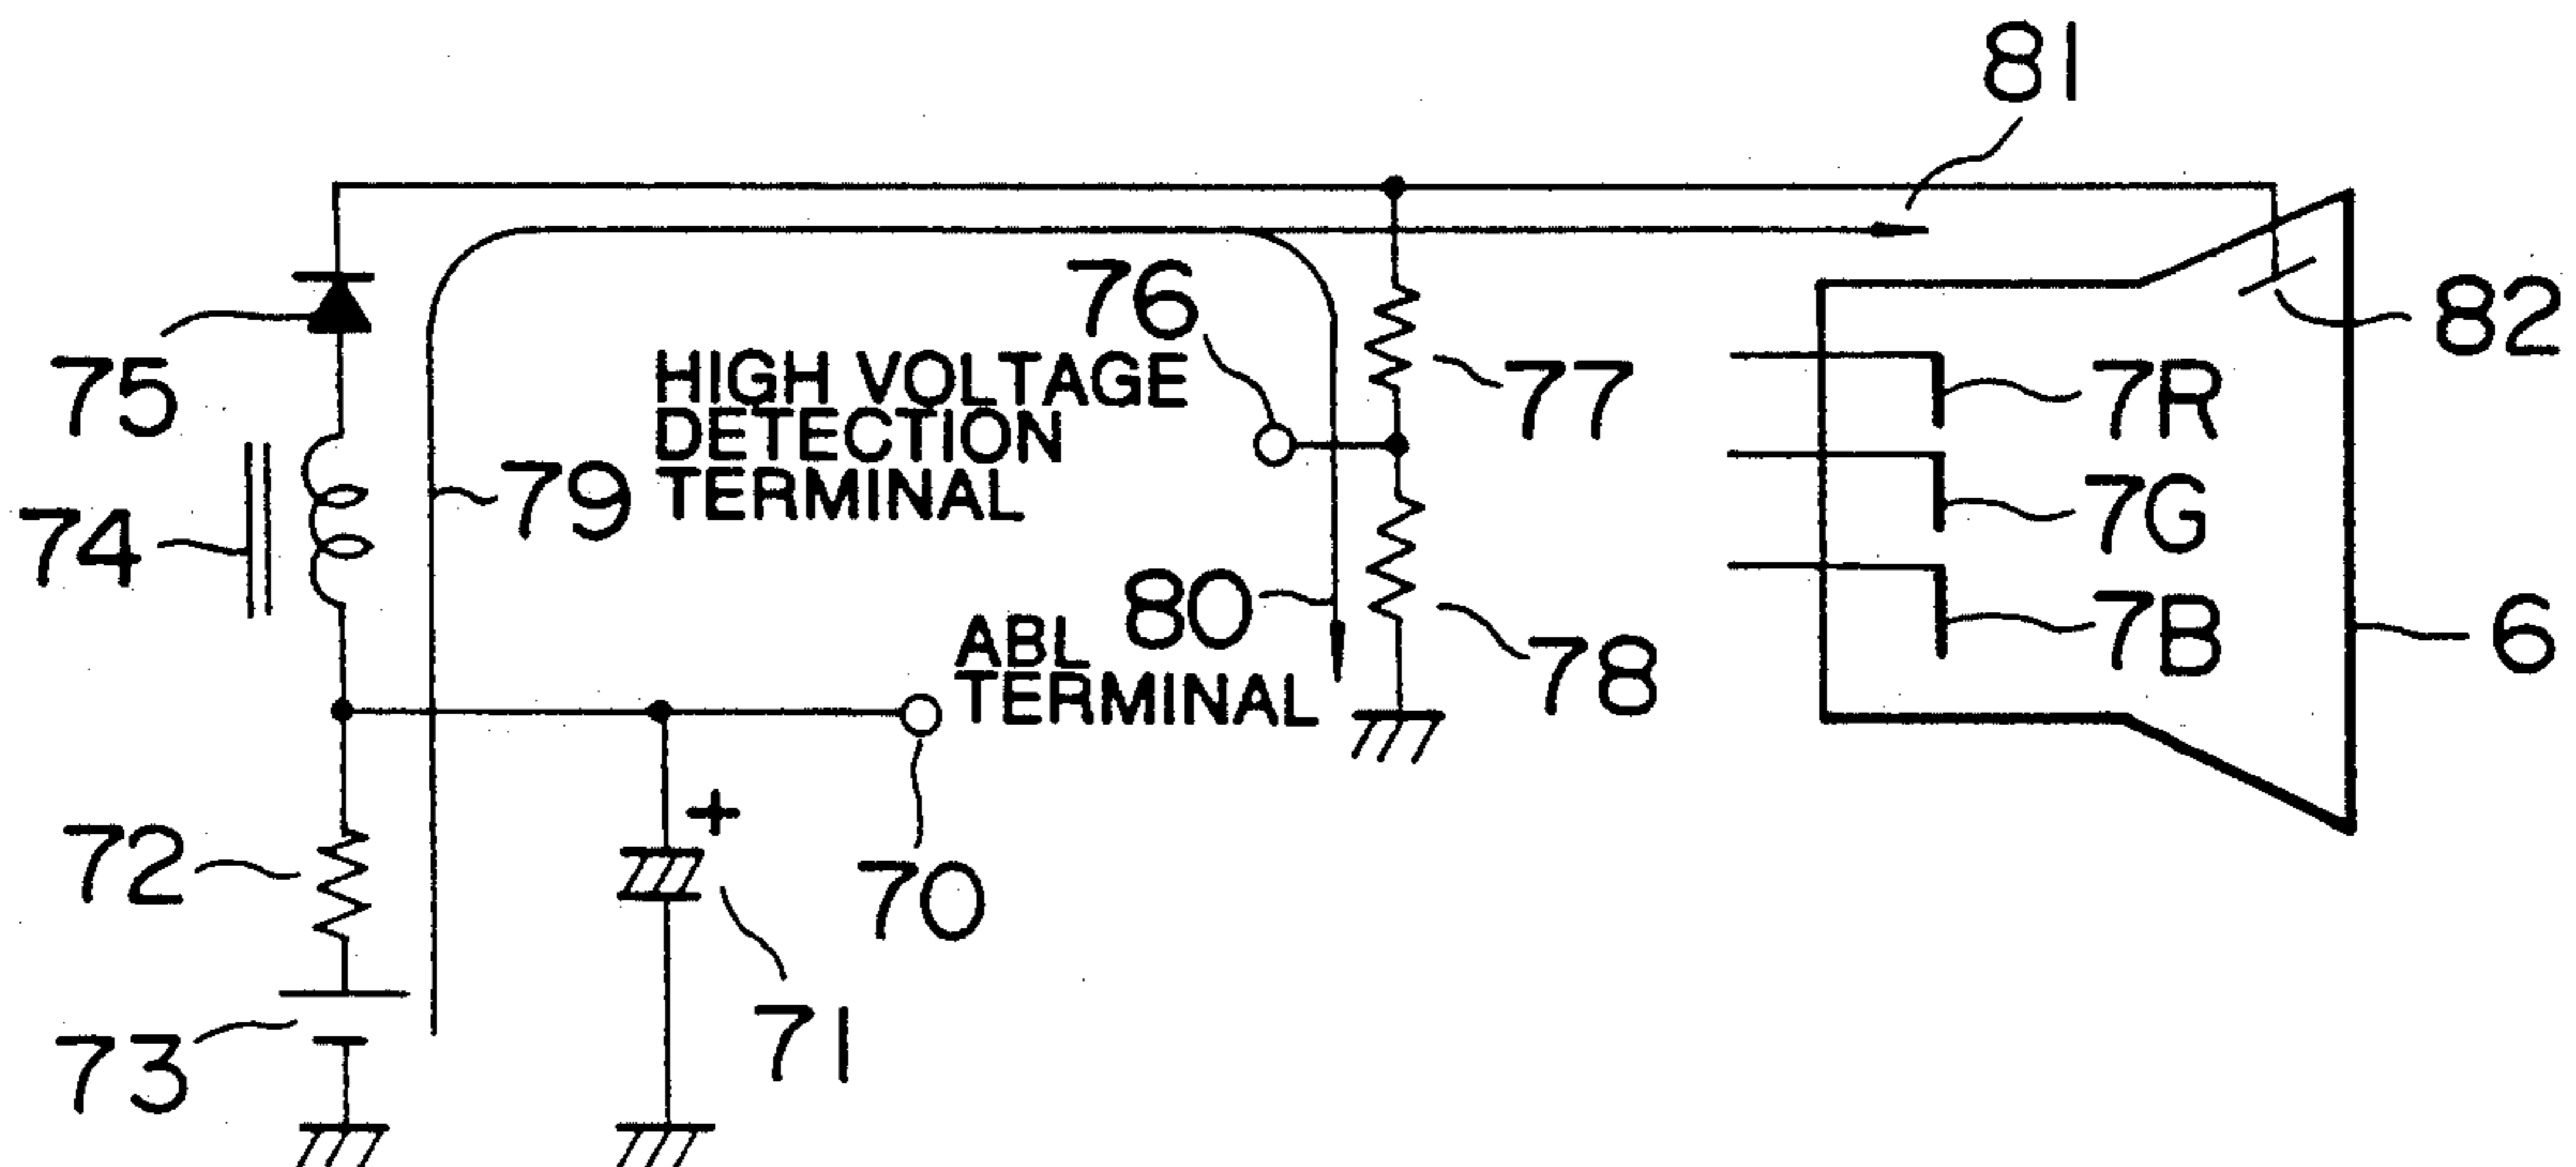 81
82
75
76
HIGH VOLTAGE
DETECTION
TERMINAL
77
7R
79
74
7G
80
7B
6
ABL
TERMINAL
78
72
70
73
71
+